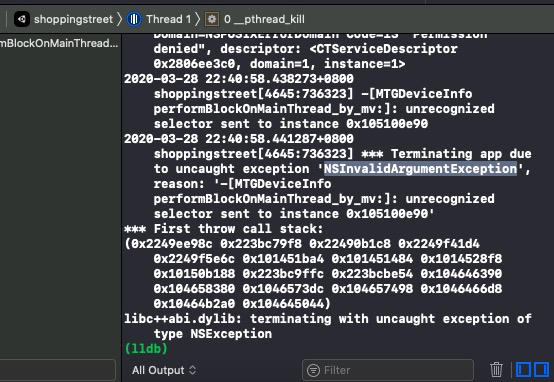 shoppingstreet Thread 1 0 __pthread_kill
mBlockOnMainThread...
Domain=NSPOSIXErrorDomain Code=13 "Permission
denied", descriptor: <CTServiceDescriptor
0x2806ee3c0, domain=1, instance=1>
2020-03-28 22:40:58.438273+0800
shoppingstreet[4645:736323] -[MTGDeviceInfo
performBlockOnMainThread_by_mv:]: unrecognized
selector sent to instance 0x105100e90
2020-03-28 22:40:58.441287+0800
shoppingstreet[4645:736323] *** Terminating app due
to uncaught exception 'NSInvalidArgumentException',
reason: '-[MTGDeviceInfo
performBlockOnMainThread_by_mv:]: unrecognized
selector sent to instance 0x105100e90'
*** First throw call stack:
(0x2249ee98c 0x223bc79f8 0x22490b1c8 0x2249f41d4
0x2249f5e6c 0x101451ba4 0x101451484 0x1014528f8
0x10150b188 0x223bc9ffc 0x223bcbe54 0x104646390
0x104658380 0x1046573dc 0x104657498 0x1046466d8
0x10464b2a0 0x104645044)
libc++abi.dylib: terminating with uncaught exception of
type NSException
(lldb)
All Output Filter